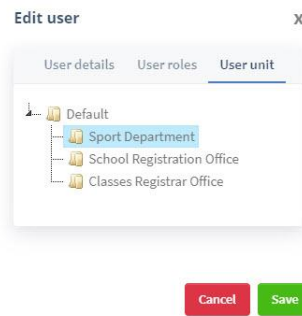 Edit user X
User details User roles User unit
Default
Sport Department
School Registration Office
Classes Registrar Office
Cancel Save